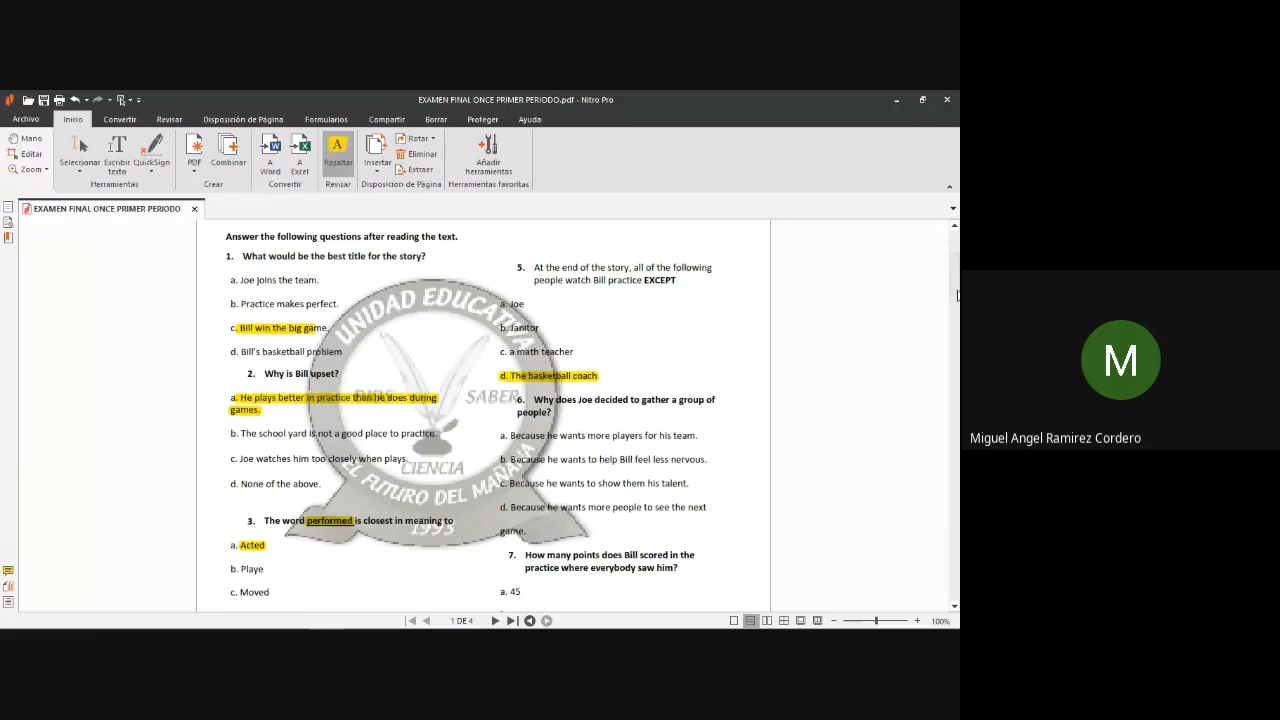 EXAMEN FINAL ONCE PRIMER PERIODO.pdf - Nitro Pro
Archivo Inicio Convertir Revisar Disposición de Página Formularios Compartir Borrar Proteger Ayuda
Mano
Editar
Zoom
Seleccionar
Escribir texto
QuickSign
Herramientas
PDF
Combinar
Crear
A Word
A Excel
Convertir
Resaltar
Revisar
Insertar
Rotar
Eliminar
Extraer
Disposición de Página
Añadir herramientas
Herramientas favoritas
EXAMEN FINAL ONCE PRIMER PERIODO
Answer the following questions after reading the text.
1. What would be the best title for the story?
a. Joe joins the team.
b. Practice makes perfect.
c. Bill win the big game.
d. Bill's basketball problem
2. Why is Bill upset?
a. He plays better in practice than he does during
games.
b. The school yard is not a good place to practice.
c. Joe watches him too closely when plays.
d. None of the above.
3. The word performed is closest in meaning to
a. Acted
b. Playe
c. Moved
5. At the end of the story, all of the following
people watch Bill practice EXCEPT
a. Joe
b. Janitor
c. a math teacher
d. The basketball coach
6. Why does Joe decided to gather a group of
people?
a. Because he wants more players for his team.
b. Because he wants to help Bill feel less nervous.
c. Because he wants to show them his talent.
d. Because he wants more people to see the next
game.
7. How many points does Bill scored in the
practice where everybody saw him?
a. 45
UNIDAD EDUCATIVA
SABER
CIENCIA
EL FUTURO DEL MAÑANA
1993
1 DE 4
100%
M
Miguel Angel Ramirez Cordero